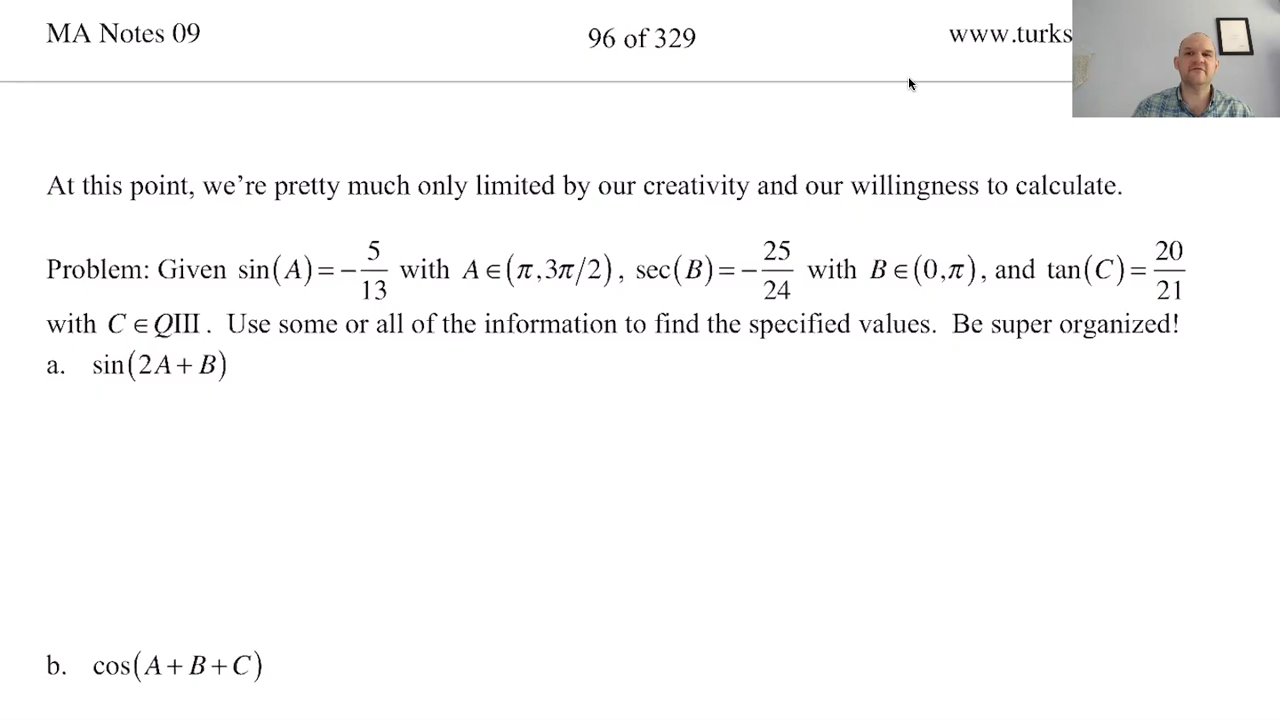 MA Notes 09 96 of 329 www.turks
At this point, we're pretty much only limited by our creativity and our willingness to calculate.
Problem: Given sin(A) = −5/13 with A ∈ (π, 3π/2), sec(B) = −25/24 with B ∈ (0, π), and tan(C) = 20/21
with C ∈ QIII. Use some or all of the information to find the specified values. Be super organized!
a. sin(2A + B)
b. cos(A + B + C)